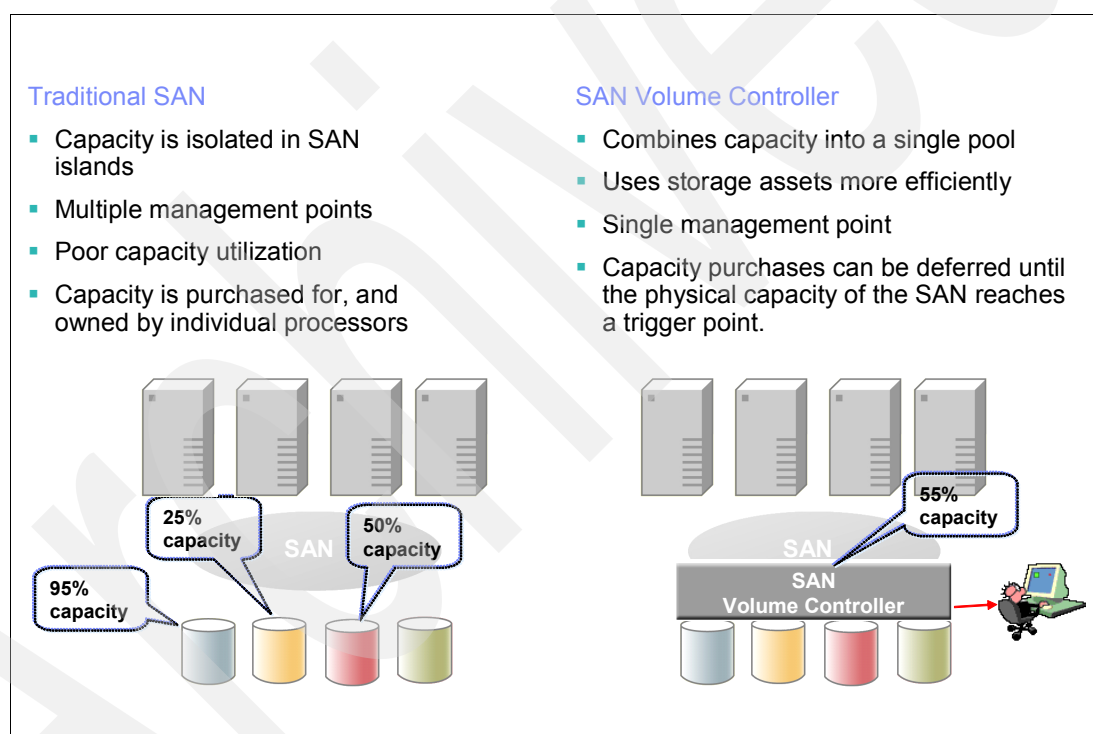 Traditional SAN
Capacity is isolated in SAN
islands
Multiple management points
Poor capacity utilization
Capacity is purchased for, and
owned by individual processors
SAN Volume Controller
Combines capacity into a single pool
Uses storage assets more efficiently
Single management point
Capacity purchases can be deferred until
the physical capacity of the SAN reaches
a trigger point.
25%
capacity
SAN
50%
capacity
95%
capacity
55%
capacity
SAN
SAN
Volume Controller